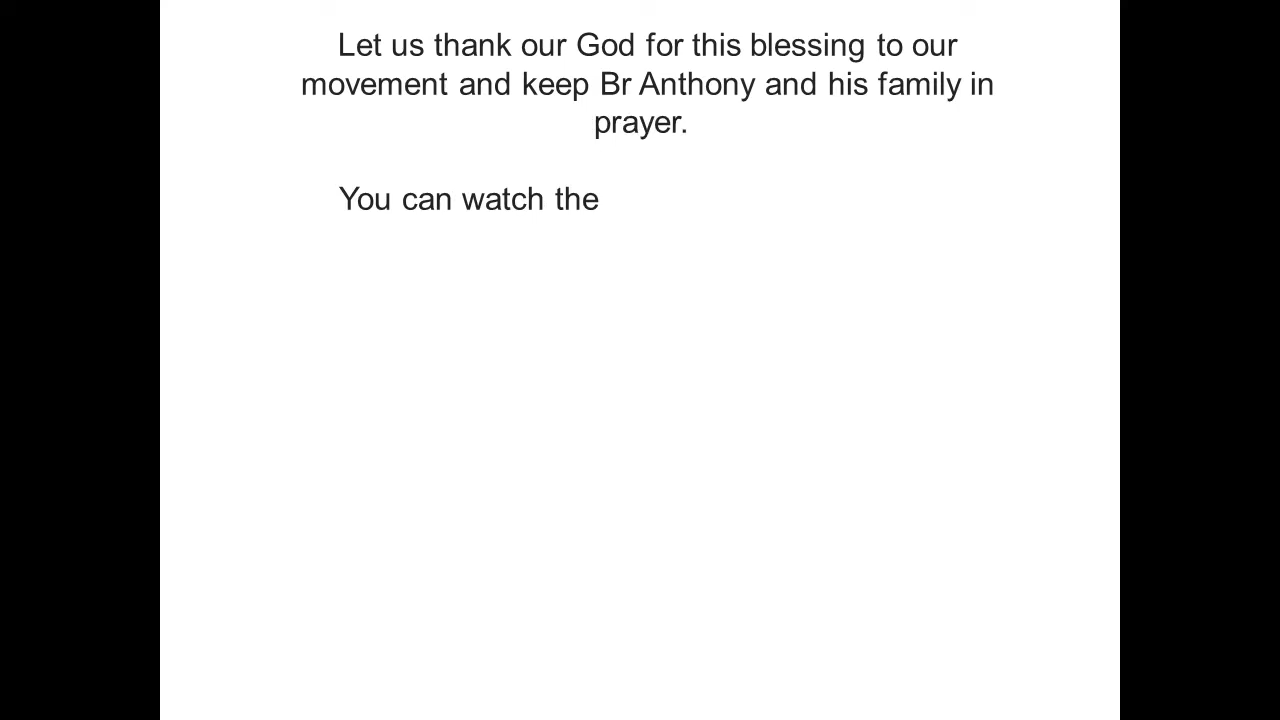 Let us thank our God for this blessing to our
movement and keep Br Anthony and his family in
prayer.
You can watch the